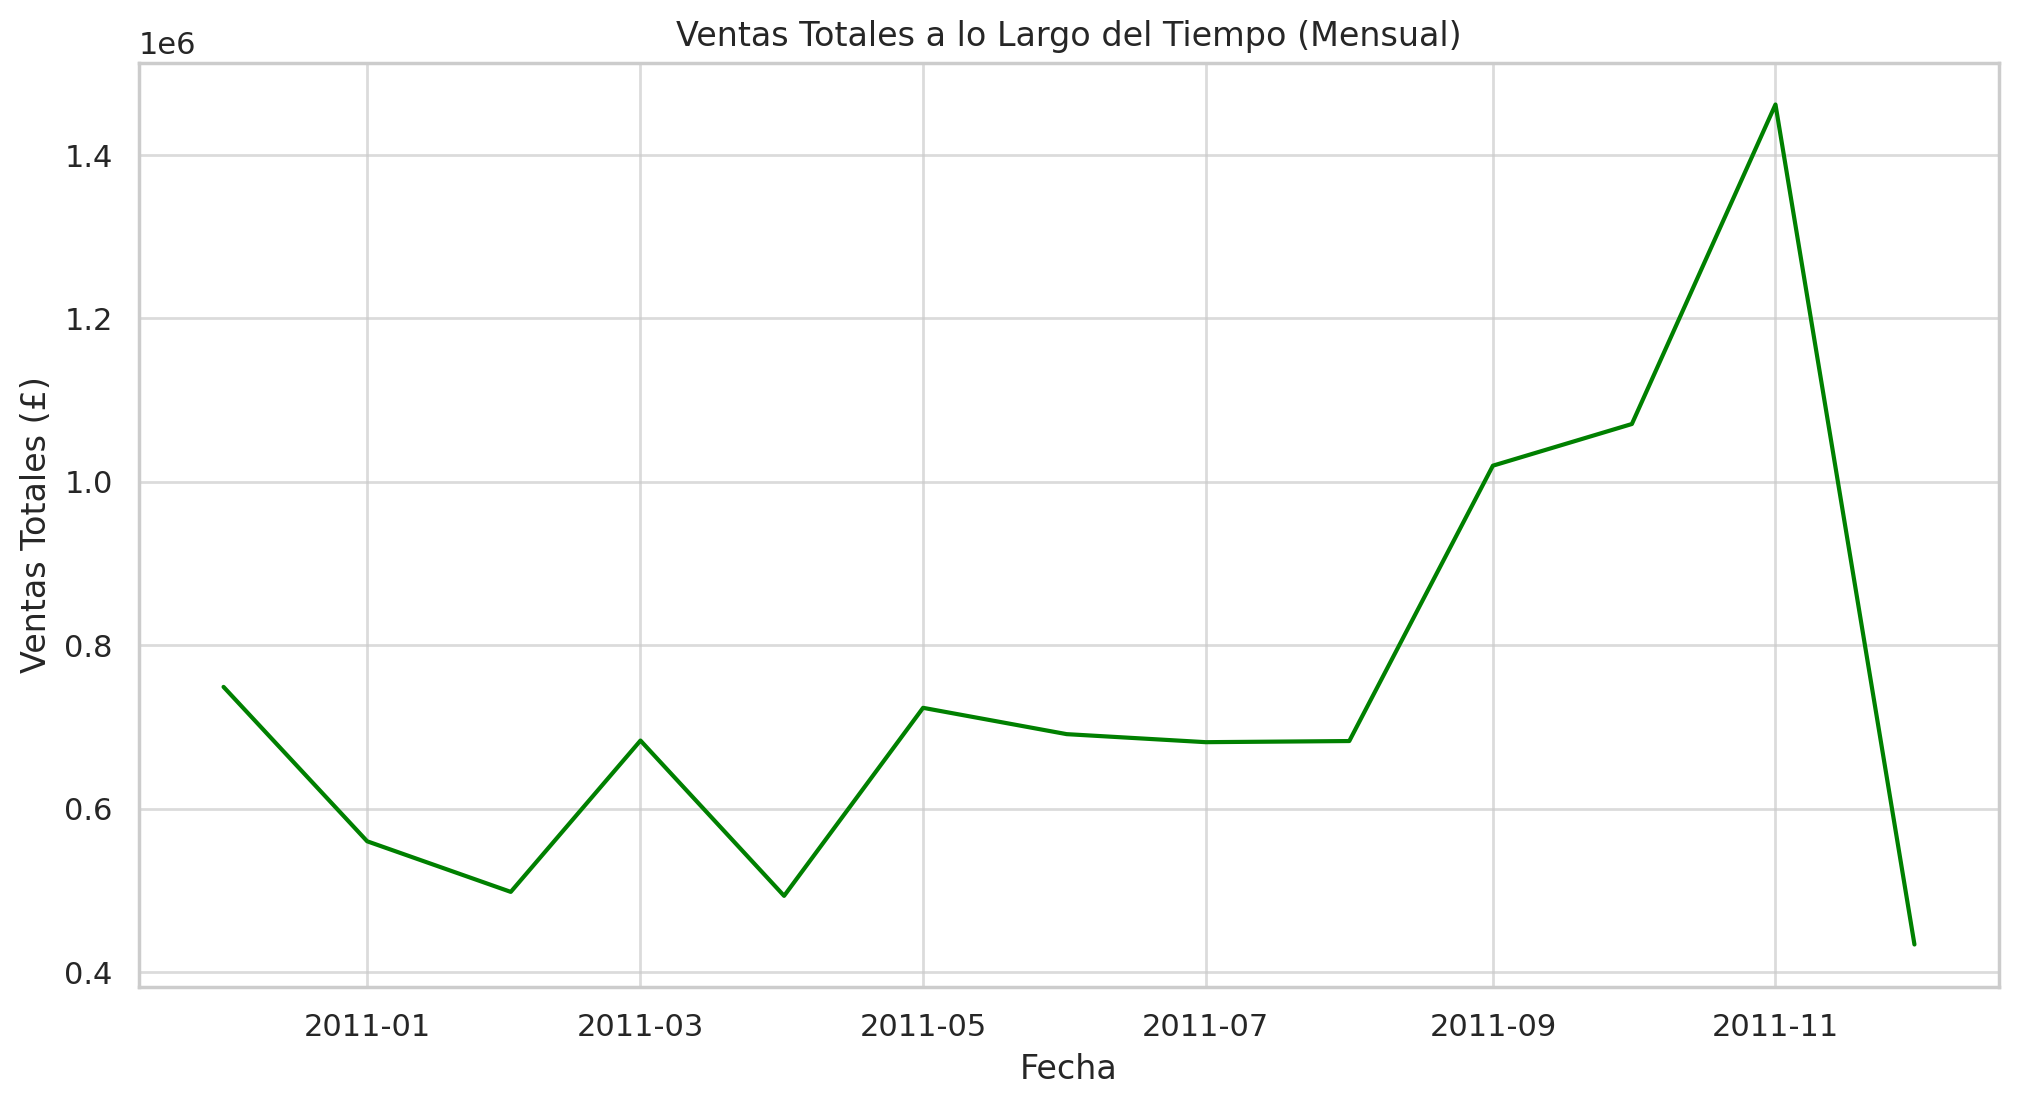 Ventas Totales a lo Largo del Tiempo (Mensual)
1e6
1.4
1.2
1.0
0.8
0.6
0.4
Ventas Totales (£)
2011-01 2011-03 2011-05 2011-07 2011-09 2011-11
Fecha